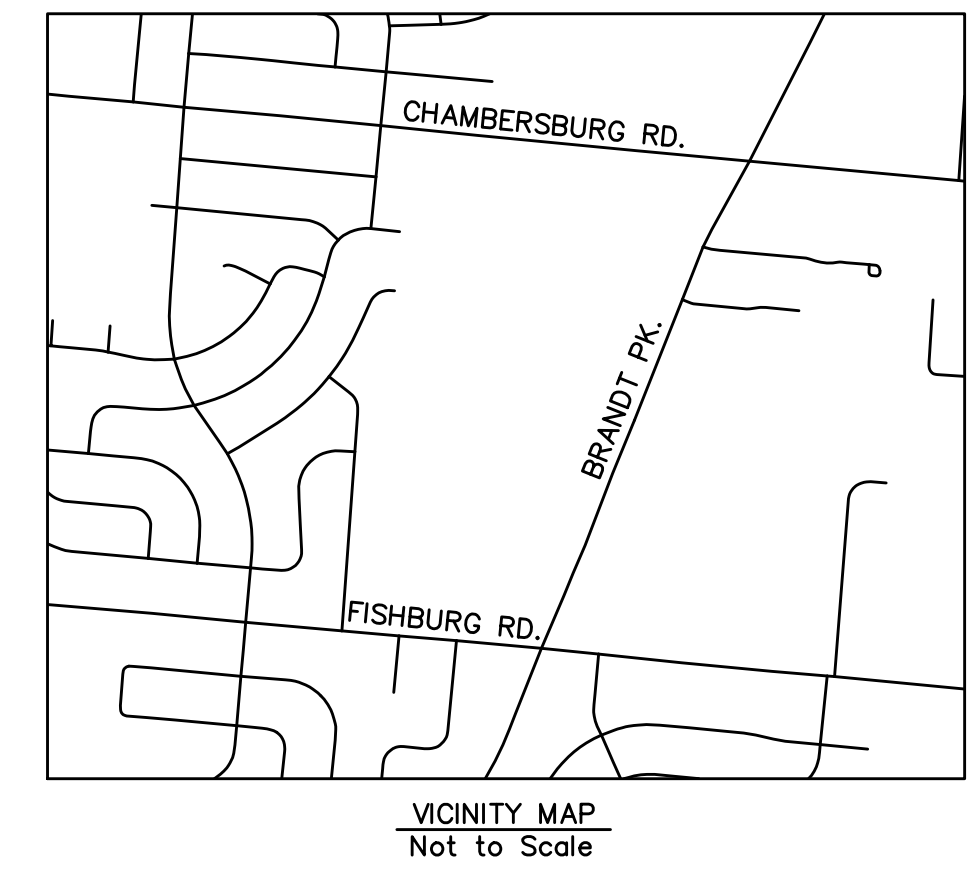 CHAMBERSBURG RD.
BRANDT PK.
FISHBURG RD.
VICINITY MAP
Not to Scale